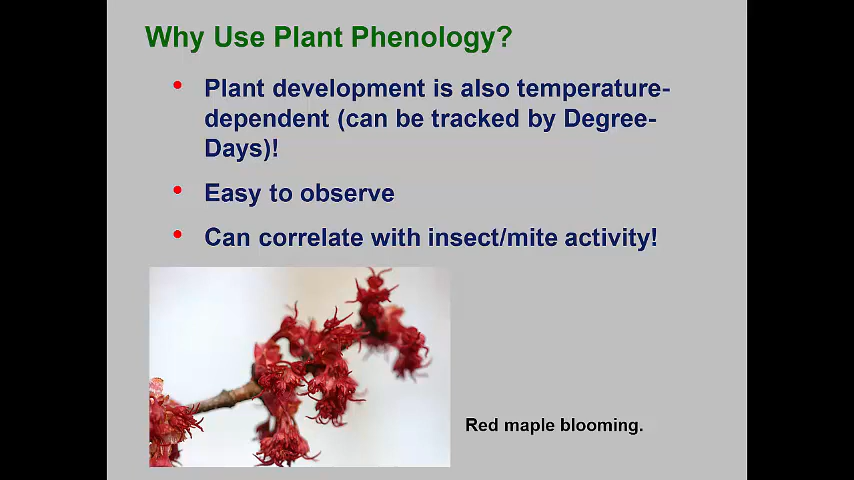 Why Use Plant Phenology?
• Plant development is also temperature-
dependent (can be tracked by Degree-
Days)!
• Easy to observe
• Can correlate with insect/mite activity!
Red maple blooming.